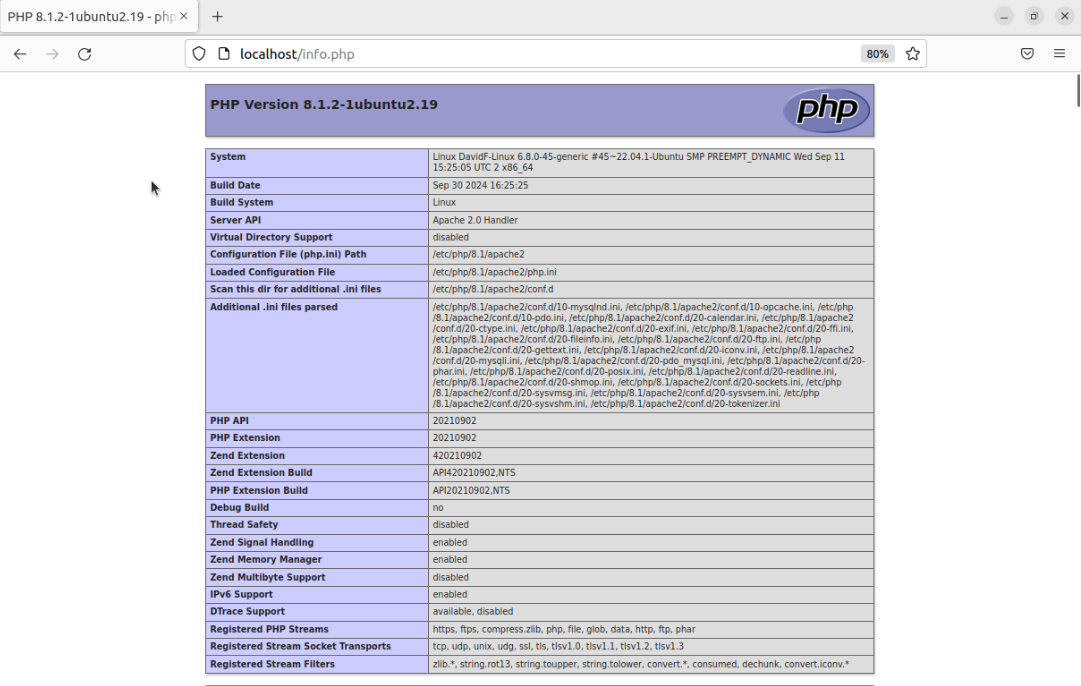 PHP 8.1.2-1ubuntu2.19 - php
localhost/info.php
80%
PHP Version 8.1.2-1ubuntu2.19
php
System
Linux DavidF-Linux 6.8.0-45-generic #45~22.04.1-Ubuntu SMP PREEMPT_DYNAMIC Wed Sep 11
15:25:05 UTC 2 x86_64
Build Date Sep 30 2024 16:25:25
Build System Linux
Server API Apache 2.0 Handler
Virtual Directory Support disabled
Configuration File (php.ini) Path /etc/php/8.1/apache2
Loaded Configuration File /etc/php/8.1/apache2/php.ini
Scan this dir for additional .ini files /etc/php/8.1/apache2/conf.d
Additional .ini files parsed /etc/php/8.1/apache2/conf.d/10-mysqlnd.ini, /etc/php/8.1/apache2/conf.d/10-opcache.ini, /etc/php
/8.1/apache2/conf.d/10-pdo.ini, /etc/php/8.1/apache2/conf.d/20-calendar.ini, /etc/php/8.1/apache2
/conf.d/20-ctype.ini, /etc/php/8.1/apache2/conf.d/20-exif.ini, /etc/php/8.1/apache2/conf.d/20-ffi.ini,
/etc/php/8.1/apache2/conf.d/20-fileinfo.ini, /etc/php/8.1/apache2/conf.d/20-ftp.ini, /etc/php
/8.1/apache2/conf.d/20-gettext.ini, /etc/php/8.1/apache2/conf.d/20-iconv.ini, /etc/php/8.1/apache2
/conf.d/20-mysqli.ini, /etc/php/8.1/apache2/conf.d/20-pdo_mysql.ini, /etc/php/8.1/apache2/conf.d/20-
phar.ini, /etc/php/8.1/apache2/conf.d/20-posix.ini, /etc/php/8.1/apache2/conf.d/20-readline.ini,
/etc/php/8.1/apache2/conf.d/20-shmop.ini, /etc/php/8.1/apache2/conf.d/20-sockets.ini, /etc/php
/8.1/apache2/conf.d/20-sysvmsg.ini, /etc/php/8.1/apache2/conf.d/20-sysvsem.ini, /etc/php
/8.1/apache2/conf.d/20-sysvshm.ini, /etc/php/8.1/apache2/conf.d/20-tokenizer.ini
PHP API 20210902
PHP Extension 20210902
Zend Extension 420210902
Zend Extension Build API420210902,NTS
PHP Extension Build API20210902,NTS
Debug Build no
Thread Safety disabled
Zend Signal Handling enabled
Zend Memory Manager enabled
Zend Multibyte Support disabled
IPv6 Support enabled
DTrace Support available, disabled
Registered PHP Streams https, ftps, compress.zlib, php, file, glob, data, http, ftp, phar
Registered Stream Socket Transports tcp, udp, unix, udg, ssl, tls, tlsv1.0, tlsv1.1, tlsv1.2, tlsv1.3
Registered Stream Filters zlib.*, string.rot13, string.toupper, string.tolower, convert.*, consumed, dechunk, convert.iconv.*